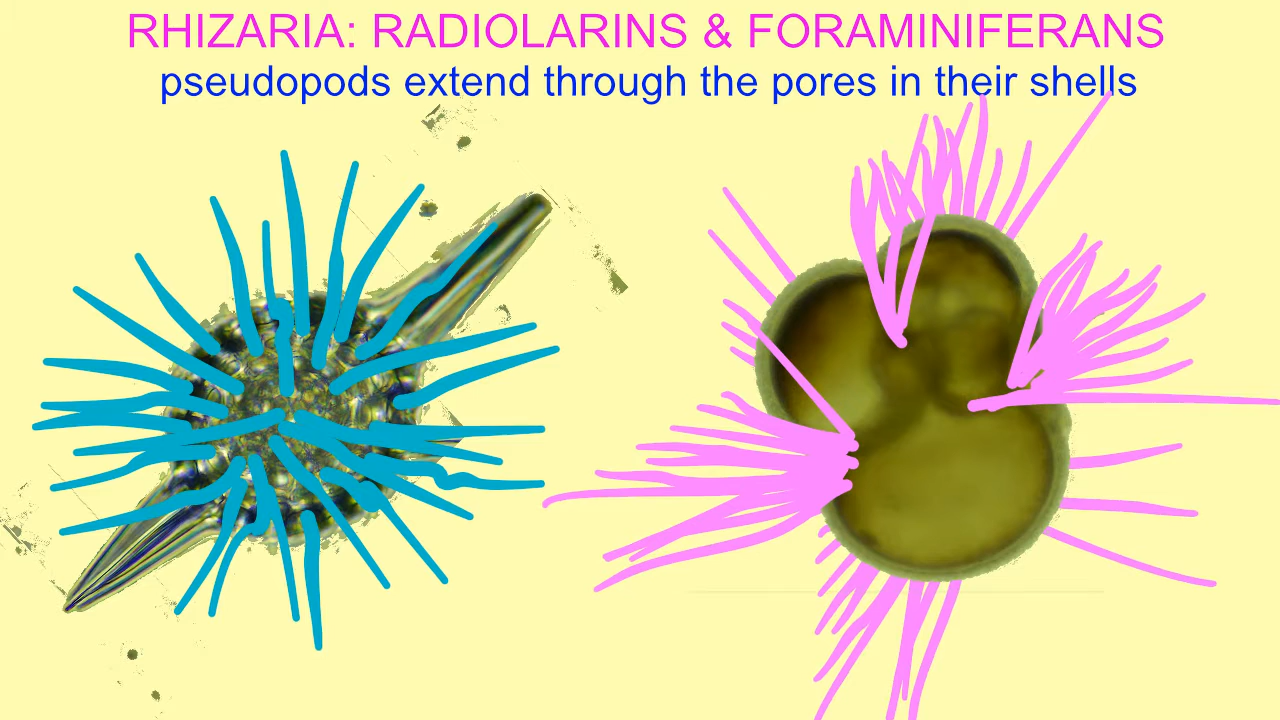 RHIZARIA: RADIOLARINS & FORAMINIFERANS
pseudopods extend through the pores in their shells